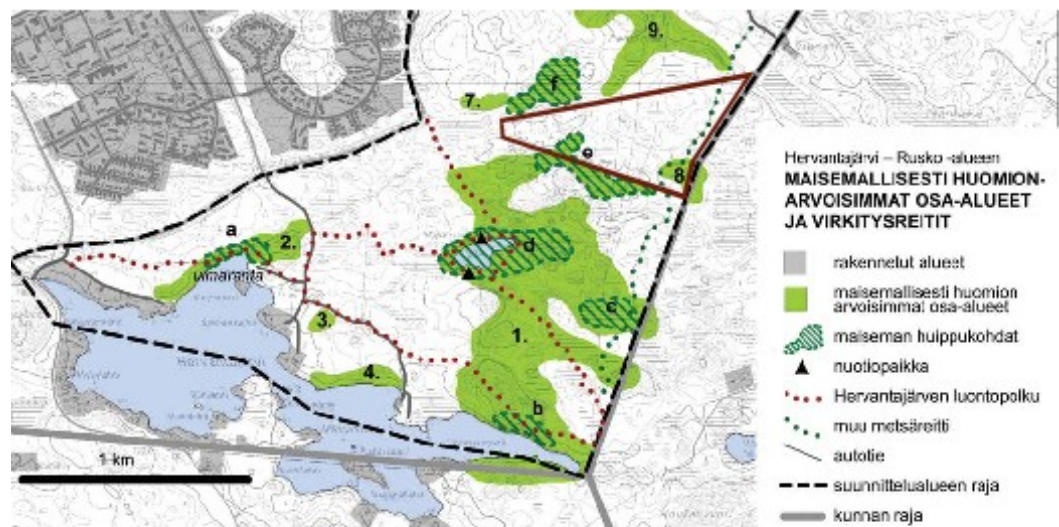 9.
7.
f
e
8
a
2.
d
uimaranta
3.
c
1.
4.
b
1 km
Hervantajärvi – Rusko -alueen
MAISEMALLISESTI HUOMION-
ARVOISIMMAT OSA-ALUEET
JA VIRKITYSREITIT
rakennetut alueet
maisemallisesti huomion
arvoisimmat osa-alueet
maiseman huippukohdat
nuotiopaikka
Hervantajärven luontopolku
muu metsäreitti
autotie
suunnittelualueen raja
kunnan raja